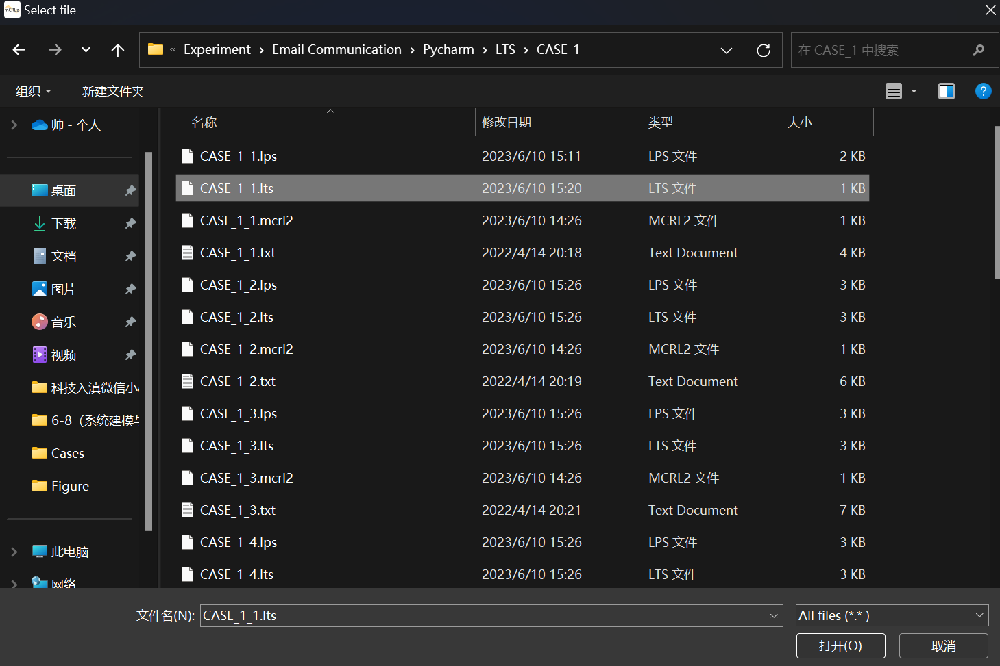 mCRL2 Select file
« Experiment › Email Communication › Pycharm › LTS › CASE_1
在 CASE_1 中搜索
组织 新建文件夹
帅 - 个人
桌面
下载
文档
图片
音乐
视频
科技入滇微信小
6-8（系统建模与
Cases
Figure
此电脑
网络
名称 修改日期 类型 大小
CASE_1_1.lps 2023/6/10 15:11 LPS 文件 2 KB
CASE_1_1.lts 2023/6/10 15:20 LTS 文件 1 KB
CASE_1_1.mcrl2 2023/6/10 14:26 MCRL2 文件 1 KB
CASE_1_1.txt 2022/4/14 20:18 Text Document 4 KB
CASE_1_2.lps 2023/6/10 15:26 LPS 文件 3 KB
CASE_1_2.lts 2023/6/10 15:26 LTS 文件 3 KB
CASE_1_2.mcrl2 2023/6/10 14:26 MCRL2 文件 1 KB
CASE_1_2.txt 2022/4/14 20:19 Text Document 6 KB
CASE_1_3.lps 2023/6/10 15:26 LPS 文件 3 KB
CASE_1_3.lts 2023/6/10 15:26 LTS 文件 3 KB
CASE_1_3.mcrl2 2023/6/10 14:26 MCRL2 文件 1 KB
CASE_1_3.txt 2022/4/14 20:21 Text Document 7 KB
CASE_1_4.lps 2023/6/10 15:26 LPS 文件 3 KB
CASE_1_4.lts 2023/6/10 15:26 LTS 文件 3 KB
文件名(N): CASE_1_1.lts All files (*.* )
打开(O) 取消